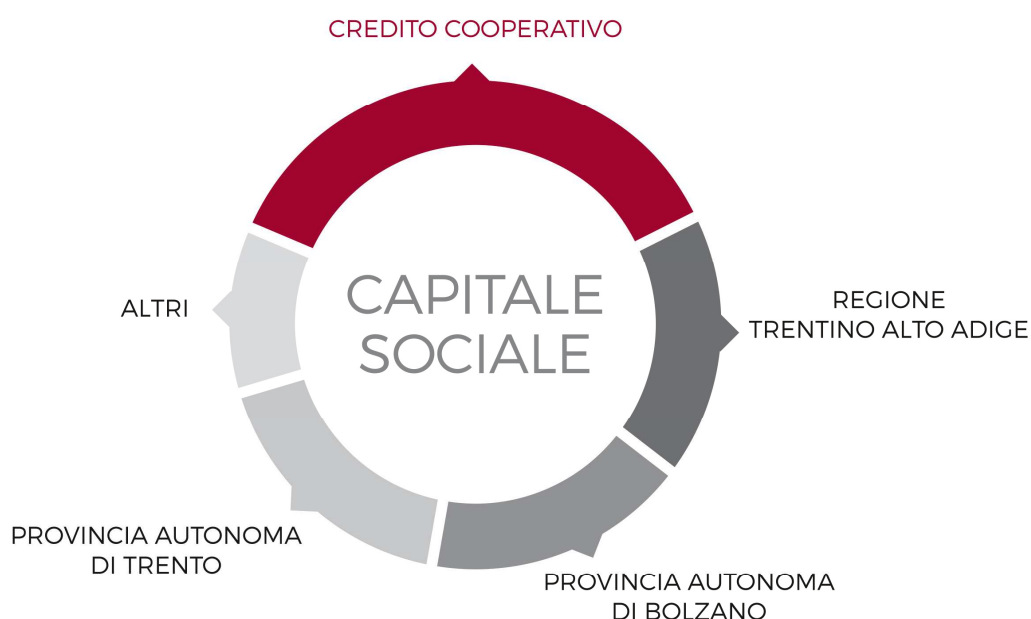 CREDITO COOPERATIVO
CAPITALE
SOCIALE
ALTRI
REGIONE
TRENTINO ALTO ADIGE
PROVINCIA AUTONOMA
DI TRENTO
PROVINCIA AUTONOMA
DI BOLZANO